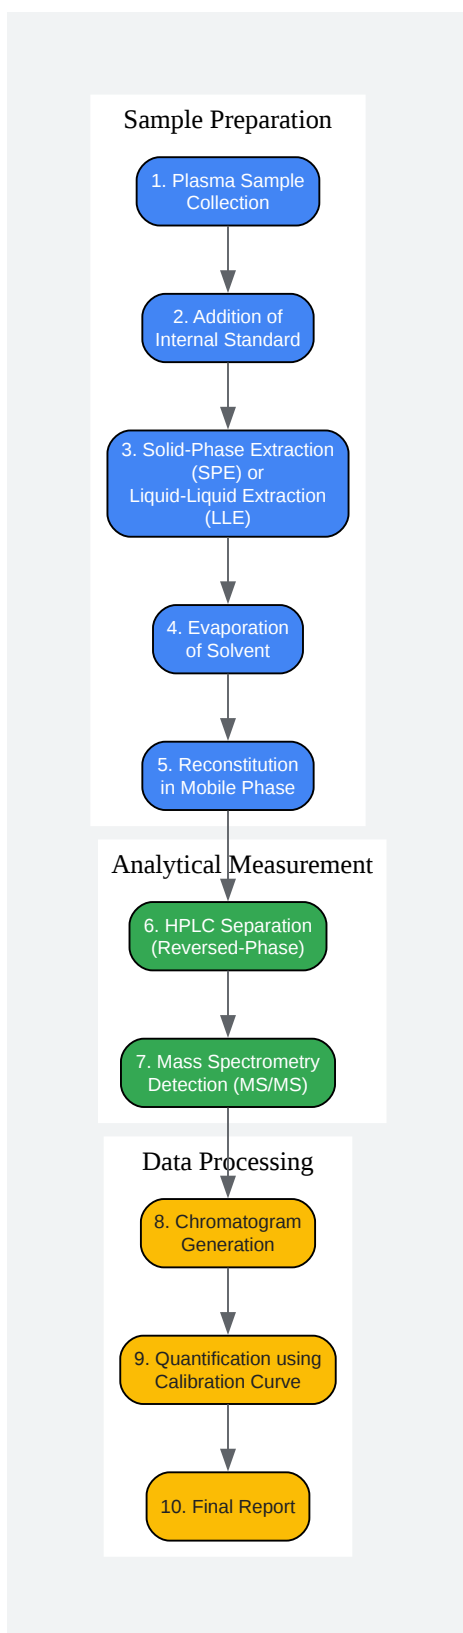 Sample Preparation
1. Plasma Sample
Collection
2. Addition of
Internal Standard
3. Solid-Phase Extraction
(SPE) or
Liquid-Liquid Extraction
(LLE)
4. Evaporation
of Solvent
5. Reconstitution
in Mobile Phase
Analytical Measurement
6. HPLC Separation
(Reversed-Phase)
7. Mass Spectrometry
Detection (MS/MS)
Data Processing
8. Chromatogram
Generation
9. Quantification using
Calibration Curve
10. Final Report